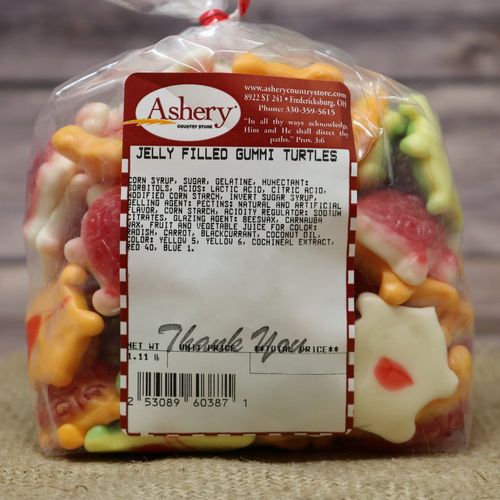 Ashery
COUNTRY STORE
www.asherycountrystore.com
8922 ST 241 • Fredericksburg, OH
Phone: 330-359-5615
"In all thy ways acknowledge
Him and He shall direct thy
paths." Prov. 3:6
JELLY FILLED GUMMI TURTLES
CORN SYRUP, SUGAR, GELATINE, HUMECTANT:
SORBITOLS, ACIDS: LACTIC ACID, CITRIC ACID,
MODIFIED CORN STARCH, INVERT SUGAR SYRUP,
GELLING AGENT: PECTINS: NATURAL AND ARTIFICIAL
FLAVOR, CORN STARCH, ACIDITY REGULATOR: SODIUM
CITRATES, GLAZING AGENT: BEESWAX, CARNAUBA
WAX, FRUIT AND VEGETABLE JUICE FOR COLOR:
RADISH, CARROT, BLACKCURRANT, COCONUT OIL,
COLOR: YELLOW 5, YELLOW 6, COCHINEAL EXTRACT,
RED 40, BLUE 1.
Thank You
NET WT UNIT PRICE **TOTAL PRICE**
1.11 lb
Ashery
COUNTRY STORE
2 53089 60387 1